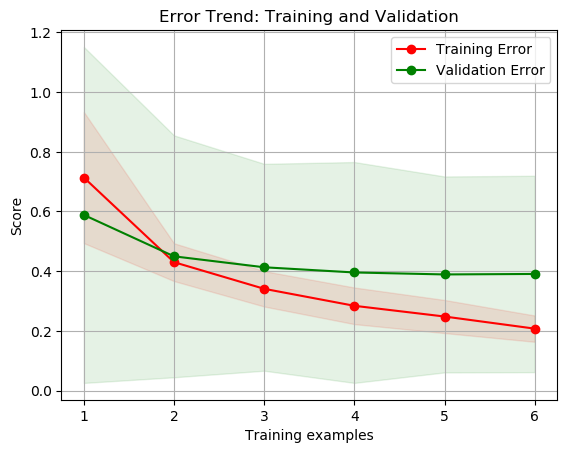 Error Trend: Training and Validation
1.2
1.0
0.8
0.6
0.4
0.2
0.0
Score
Training Error
Validation Error
1 2 3 4 5 6
Training examples